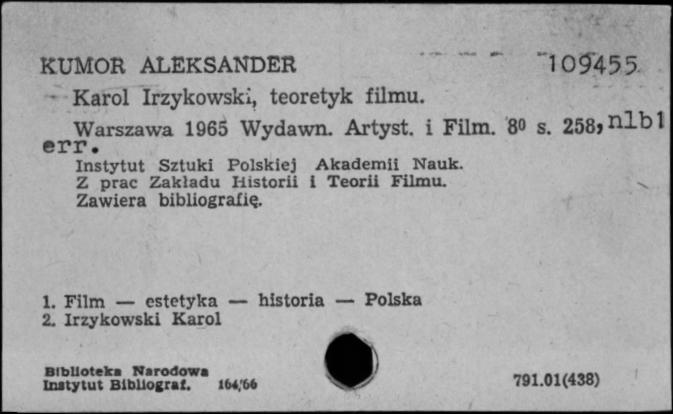 KUMOR ALEKSANDER 109455
Karol Irzykowski, teoretyk filmu.
Warszawa 1965 Wydawn. Artyst. i Film. 8⁰ s. 258, nlb1
err.
Instytut Sztuki Polskiej Akademii Nauk.
Z prac Zakładu Historii i Teorii Filmu.
Zawiera bibliografię.
1. Film — estetyka — historia — Polska
2. Irzykowski Karol
Biblioteka Narodowa
Instytut Bibliograf. 164/66 791.01(438)